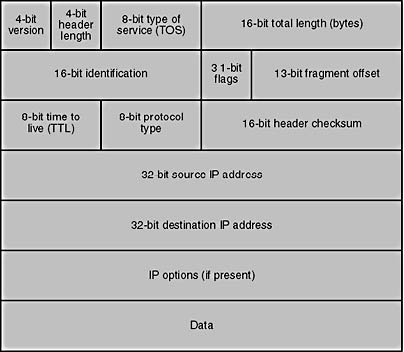 4-bit version
4-bit header length
8-bit type of service (TOS)
16-bit total length (bytes)
16-bit identification
3 1-bit flags
13-bit fragment offset
8-bit time to live (TTL)
8-bit protocol type
16-bit header checksum
32-bit source IP address
32-bit destination IP address
IP options (if present)
Data